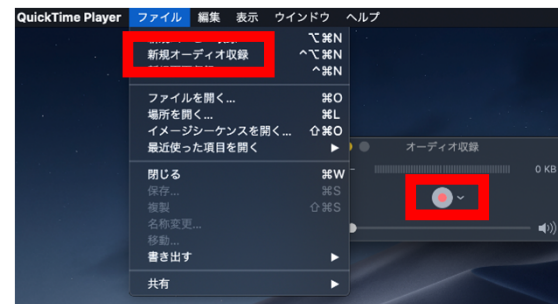 QuickTime Player ファイル 編集 表示 ウインドウ ヘルプ
⌥⌘N
新規オーディオ収録 ^⌥⌘N
^⌘N
ファイルを開く... ⌘O
場所を開く... ⌘L
イメージシーケンスを開く... ⇧⌘O
最近使った項目を開く ▶
閉じる ⌘W
保存... ⌘S
複製 ⇧⌘S
名称変更...
移動...
書き出す ▶
共有 ▶
オーディオ収録
0 KB